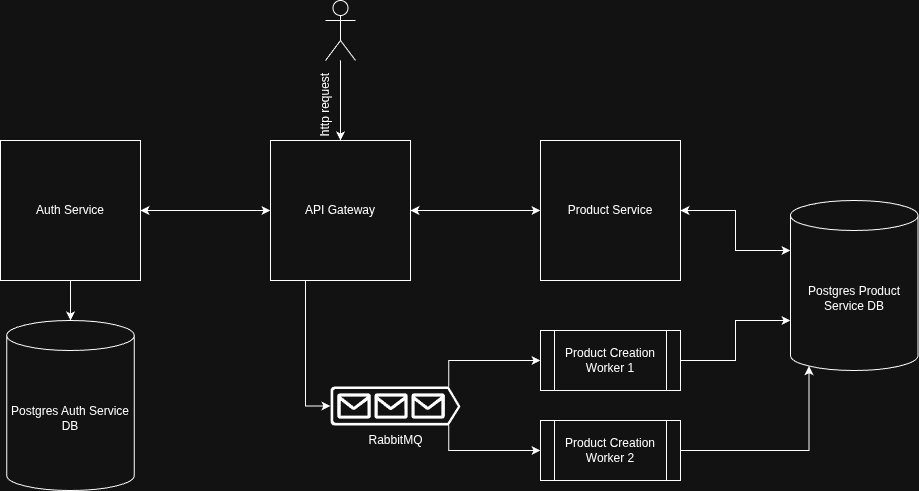 http request
Auth Service
API Gateway
Product Service
Postgres Product
Service DB
Product Creation
Worker 1
Postgres Auth Service
DB
RabbitMQ
Product Creation
Worker 2